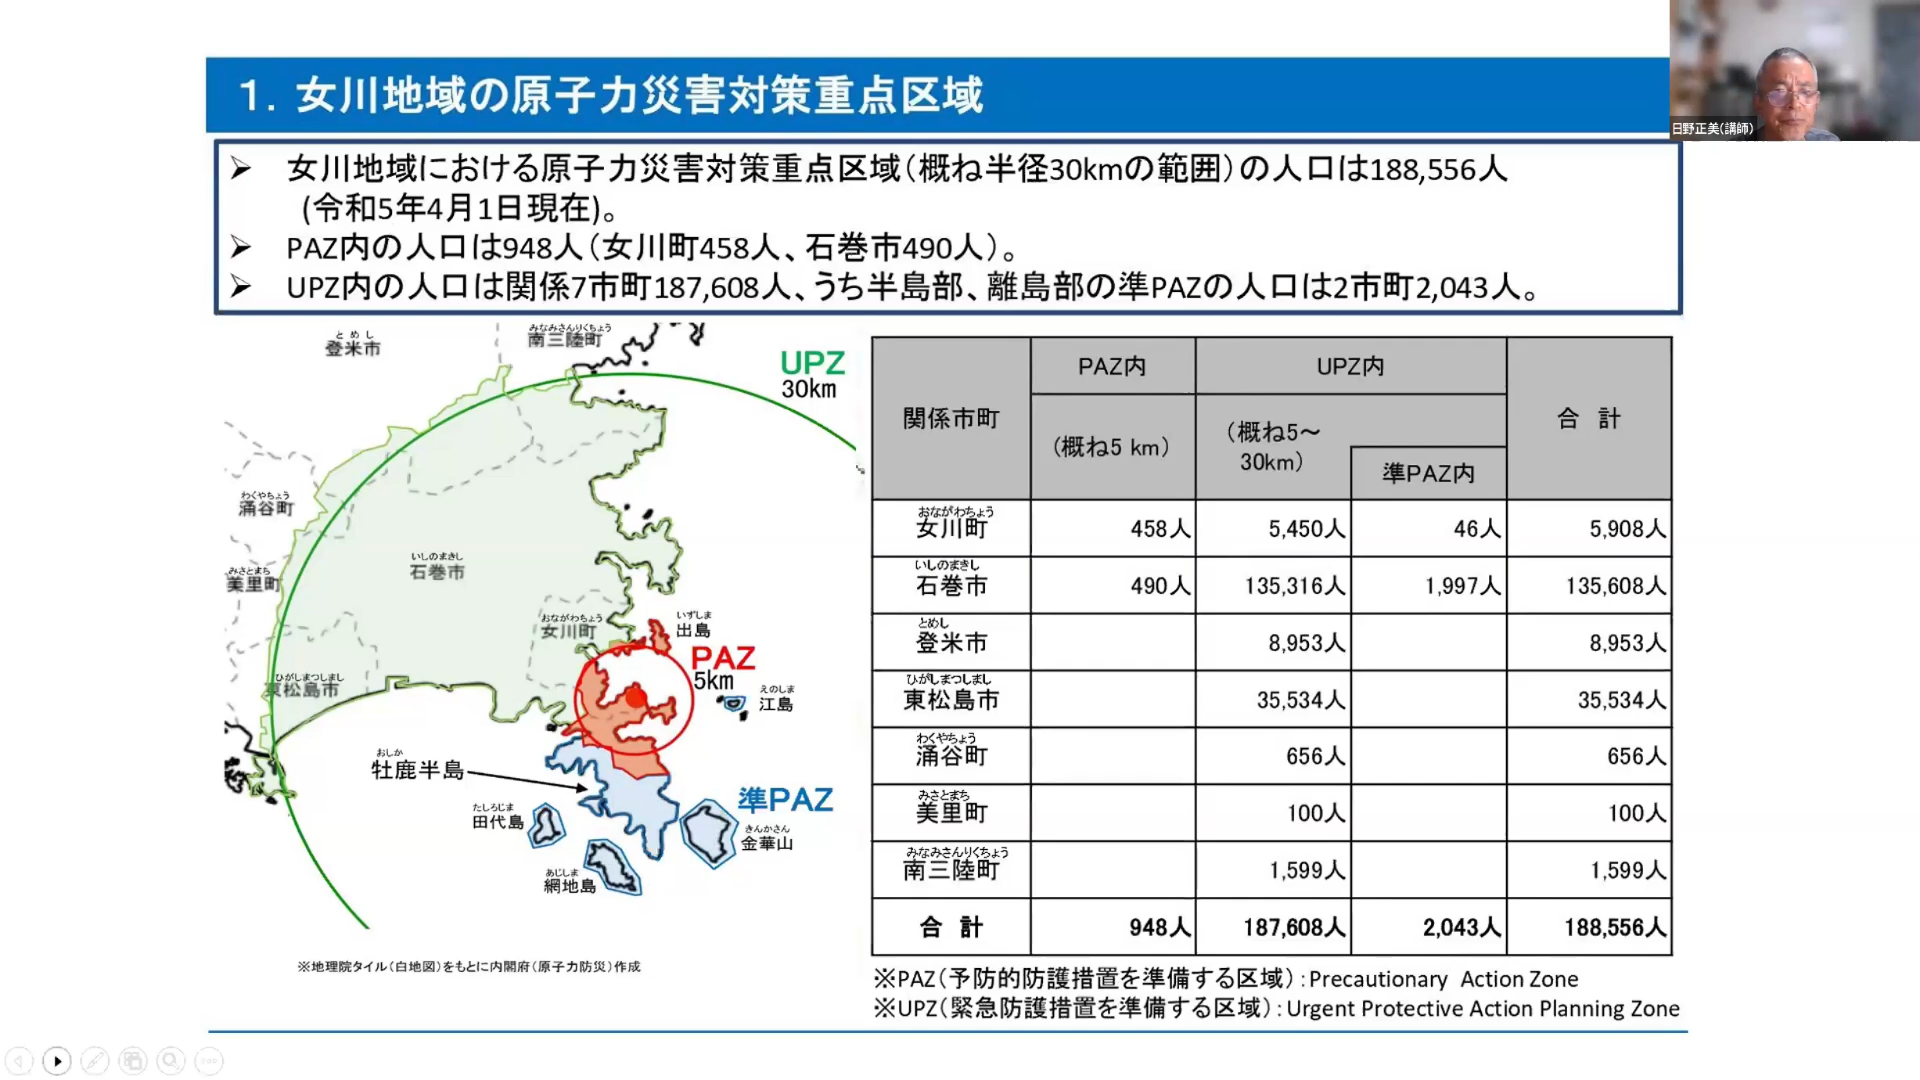 1. 女川地域の原子力災害対策重点区域
日野正美(講師)
➢ 女川地域における原子力災害対策重点区域(概ね半径30kmの範囲)の人口は188,556人
(令和5年4月1日現在)。
➢ PAZ内の人口は948人(女川町458人、石巻市490人)。
➢ UPZ内の人口は関係7市町187,608人、うち半島部、離島部の準PAZの人口は2市町2,043人。
とめし
登米市
みなみさんりくちょう
南三陸町
UPZ
30km
わくやちょう
涌谷町
いしのまきし
石巻市
みさとまち
美里町
おながわちょう
女川町
いずしま
出島
PAZ
5km
ひがしまつしまし
東松島市
えのしま
江島
おしか
牡鹿半島
準PAZ
たしろじま
田代島
きんかさん
金華山
あじしま
網地島
※地理院タイル(白地図)をもとに内閣府(原子力防災)作成
関係市町 PAZ内 UPZ内 合 計
(概ね5 km) (概ね5～
30km) 準PAZ内
おながわちょう
女川町 458人 5,450人 46人 5,908人
いしのまきし
石巻市 490人 135,316人 1,997人 135,608人
とめし
登米市 8,953人 8,953人
ひがしまつしまし
東松島市 35,534人 35,534人
わくやちょう
涌谷町 656人 656人
みさとまち
美里町 100人 100人
みなみさんりくちょう
南三陸町 1,599人 1,599人
合 計 948人 187,608人 2,043人 188,556人
※PAZ(予防的防護措置を準備する区域):Precautionary Action Zone
※UPZ(緊急防護措置を準備する区域):Urgent Protective Action Planning Zone